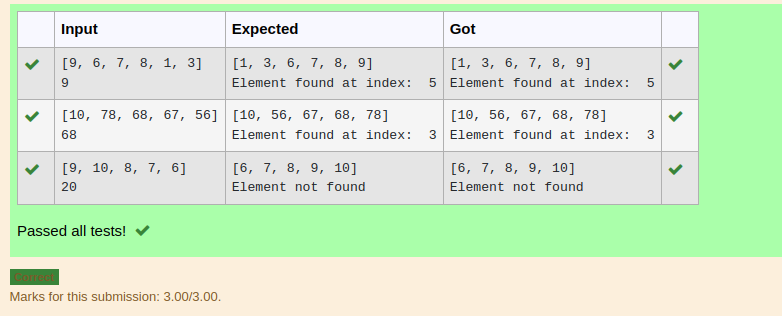 Input Expected Got
[9, 6, 7, 8, 1, 3] [1, 3, 6, 7, 8, 9] [1, 3, 6, 7, 8, 9]
9 Element found at index:  5 Element found at index:  5
[10, 78, 68, 67, 56] [10, 56, 67, 68, 78] [10, 56, 67, 68, 78]
68 Element found at index:  3 Element found at index:  3
[9, 10, 8, 7, 6] [6, 7, 8, 9, 10] [6, 7, 8, 9, 10]
20 Element not found Element not found
Passed all tests!
Correct
Marks for this submission: 3.00/3.00.